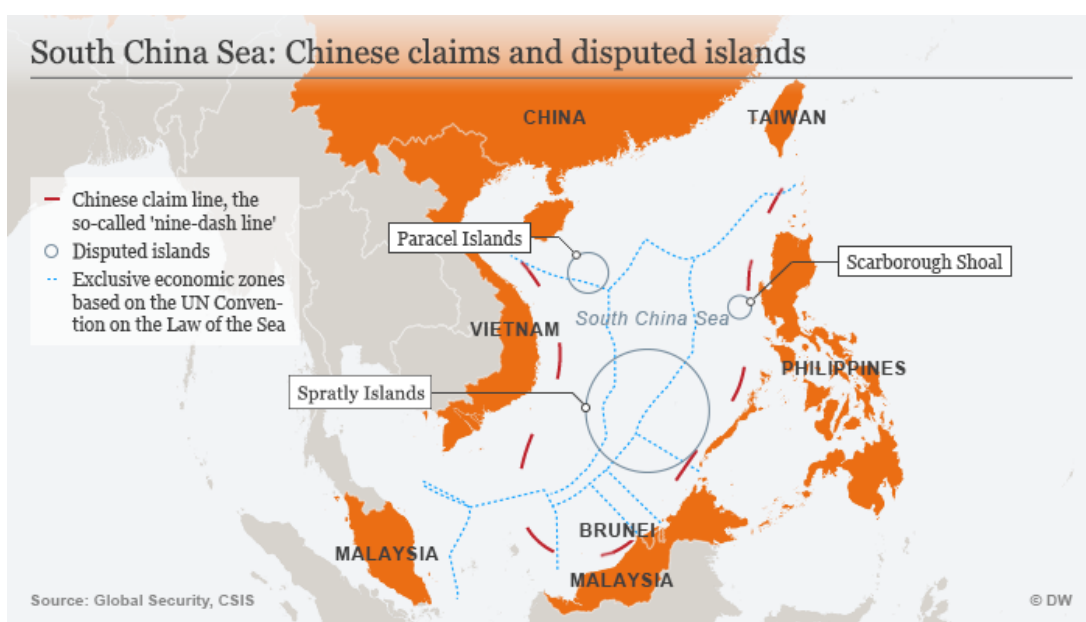 South China Sea: Chinese claims and disputed islands
CHINA
TAIWAN
Chinese claim line, the
so-called 'nine-dash line'
Disputed islands
Exclusive economic zones
based on the UN Conven-
tion on the Law of the Sea
Paracel Islands
Scarborough Shoal
South China Sea
VIETNAM
PHILIPPINES
Spratly Islands
BRUNEI
MALAYSIA
MALAYSIA
Source: Global Security, CSIS
© DW